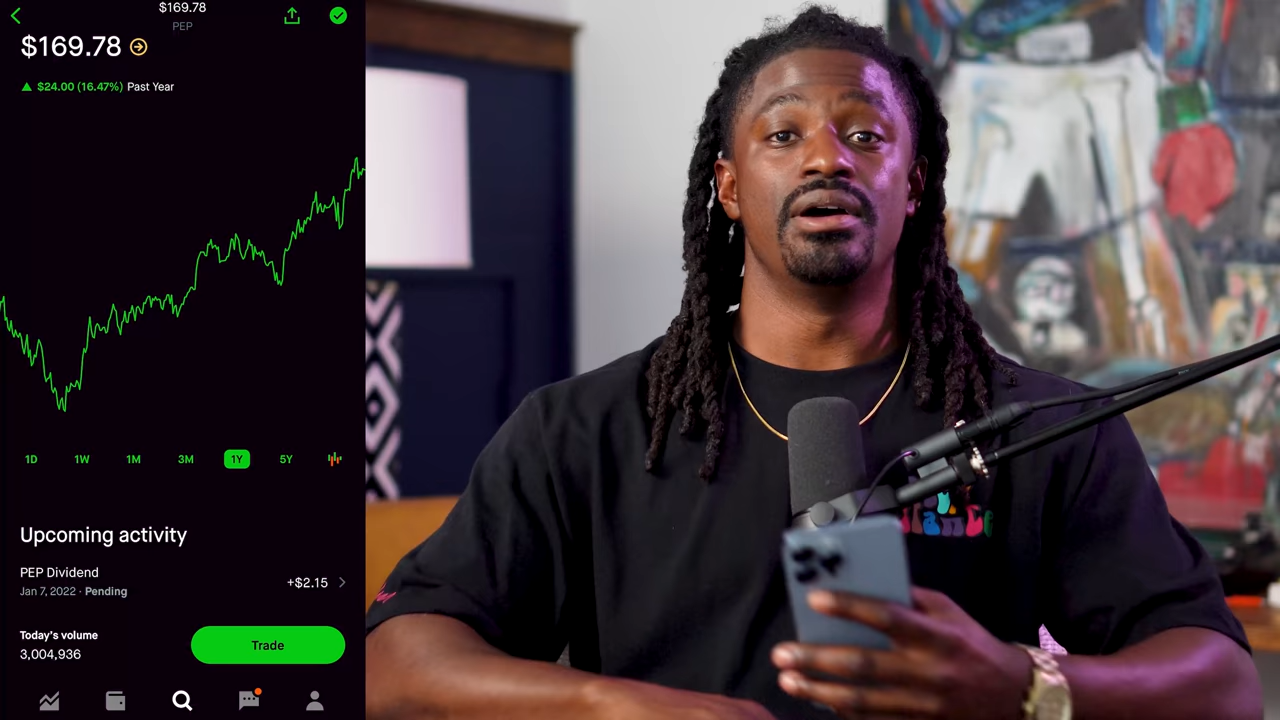 $169.78
PEP
$169.78
$24.00 (16.47%) Past Year
1D 1W 1M 3M 1Y 5Y
Upcoming activity
PEP Dividend
+$2.15
Jan 7, 2022 · Pending
Today's volume
3,004,936
Trade